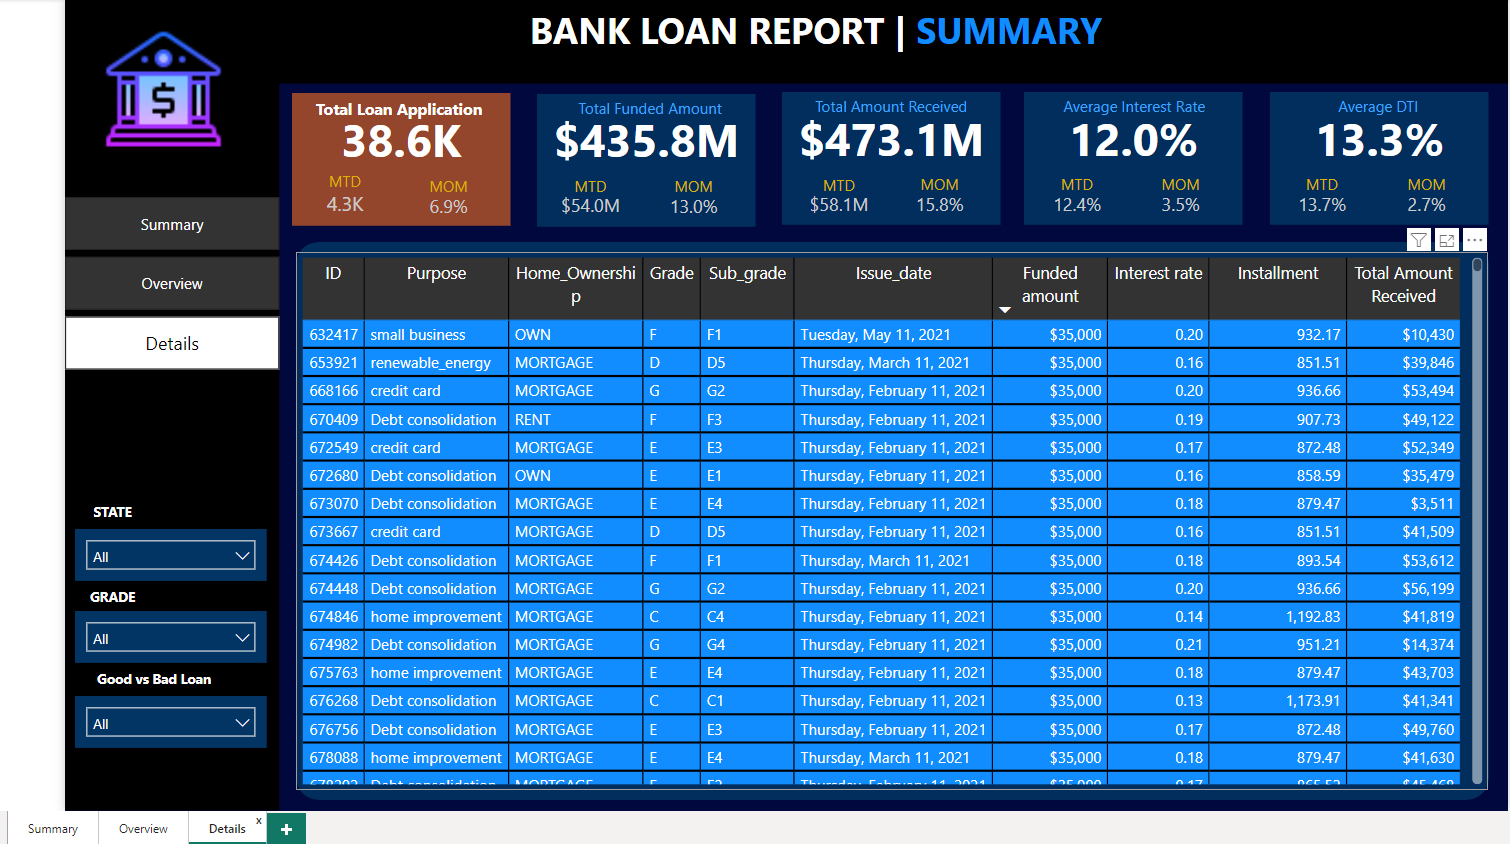 BANK LOAN REPORT | SUMMARY
$
Total Loan Application
38.6K
MTD MOM
4.3K 6.9%
Total Funded Amount
$435.8M
MTD MOM
$54.0M 13.0%
Total Amount Received
$473.1M
MTD MOM
$58.1M 15.8%
Average Interest Rate
12.0%
MTD MOM
12.4% 3.5%
Average DTI
13.3%
MTD MOM
13.7% 2.7%
Summary
Overview
Details
STATE
All
GRADE
All
Good vs Bad Loan
All
ID Purpose Home_Ownershi Grade Sub_grade Issue_date Funded Interest rate Installment Total Amount
p amount Received
632417 small business OWN F F1 Tuesday, May 11, 2021 $35,000 0.20 932.17 $10,430
653921 renewable_energy MORTGAGE D D5 Thursday, March 11, 2021 $35,000 0.16 851.51 $39,846
668166 credit card MORTGAGE G G2 Thursday, February 11, 2021 $35,000 0.20 936.66 $53,494
670409 Debt consolidation RENT F F3 Thursday, February 11, 2021 $35,000 0.19 907.73 $49,122
672549 credit card MORTGAGE E E3 Thursday, February 11, 2021 $35,000 0.17 872.48 $52,349
672680 Debt consolidation OWN E E1 Thursday, February 11, 2021 $35,000 0.16 858.59 $35,479
673070 Debt consolidation MORTGAGE E E4 Thursday, February 11, 2021 $35,000 0.18 879.47 $3,511
673667 credit card MORTGAGE D D5 Thursday, February 11, 2021 $35,000 0.16 851.51 $41,509
674426 Debt consolidation MORTGAGE F F1 Thursday, March 11, 2021 $35,000 0.18 893.54 $53,612
674448 Debt consolidation MORTGAGE G G2 Thursday, February 11, 2021 $35,000 0.20 936.66 $56,199
674846 home improvement MORTGAGE C C4 Thursday, February 11, 2021 $35,000 0.14 1,192.83 $41,819
674982 Debt consolidation MORTGAGE G G4 Thursday, February 11, 2021 $35,000 0.21 951.21 $14,374
675763 home improvement MORTGAGE E E4 Thursday, February 11, 2021 $35,000 0.18 879.47 $43,703
676268 Debt consolidation MORTGAGE C C1 Thursday, February 11, 2021 $35,000 0.13 1,173.91 $41,341
676756 Debt consolidation MORTGAGE E E3 Thursday, February 11, 2021 $35,000 0.17 872.48 $49,760
678088 home improvement MORTGAGE E E4 Thursday, March 11, 2021 $35,000 0.18 879.47 $41,630
Debt consolidation MORTGAGE Thursday, February 11, 2021 $35,000 0.17
Summary Overview Details x +